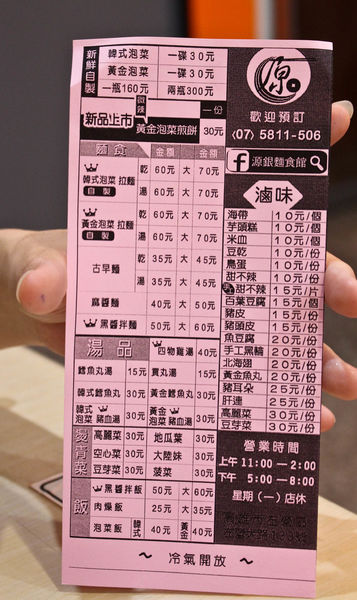 新鮮自製
韓式泡菜 一碟30元
黃金泡菜 一碟30元
一瓶160元 兩瓶300元
新品上市 微辣 一份
黃金泡菜煎餅 30元
麵食 金額 金額
韓式泡菜 拉麵 自製 乾 60元 大 70元
湯 60元 大 70元
黃金泡菜 拉麵 自製 乾 60元 大 70元
湯 60元 大 70元
古早麵 乾 35元 大 45元
湯 35元 大 45元
麻醬麵 40元 大 50元
黑醬拌麵 50元 大 60元
湯品 四物雞湯 40元
鱈魚丸湯 15元 貢丸湯 15元
韓式鱈魚丸 30元 黃金鱈魚丸 30元
韓式泡菜 豬血湯 30元 黃金泡菜 豬血湯 30元
燙青菜
高麗菜 30元 地瓜葉 30元
空心菜 30元 大陸妹 30元
豆芽菜 30元 菠菜 30元
飯
黑醬拌飯 50元 大 60元
肉燥飯 25元 大 35元
泡菜飯 韓式 40元 黃金 40元
～ 冷氣開放 ～
源
歡迎預訂
(07) 5811-506
f 源銀麵食館
滷味
海帶 10元/個
芋頭糕 10元/個
米血 10元/個
豆乾 10元/份
鳥蛋 10元/份
甜不辣 10元/份
甜不辣 15元/片
百葉豆腐 15元/個
豬皮 15元/份
豬頭皮 15元/份
魚豆腐 20元/份
手工黑輪 20元/份
北海翅 20元/份
黃金魚丸 20元/份
豬耳朵 25元/份
肝連 25元/份
高麗菜 30元/份
豆芽菜 30元/份
營業時間
上午 11:00 — 2:00
下午 5:00 — 8:00
星期（一）店休